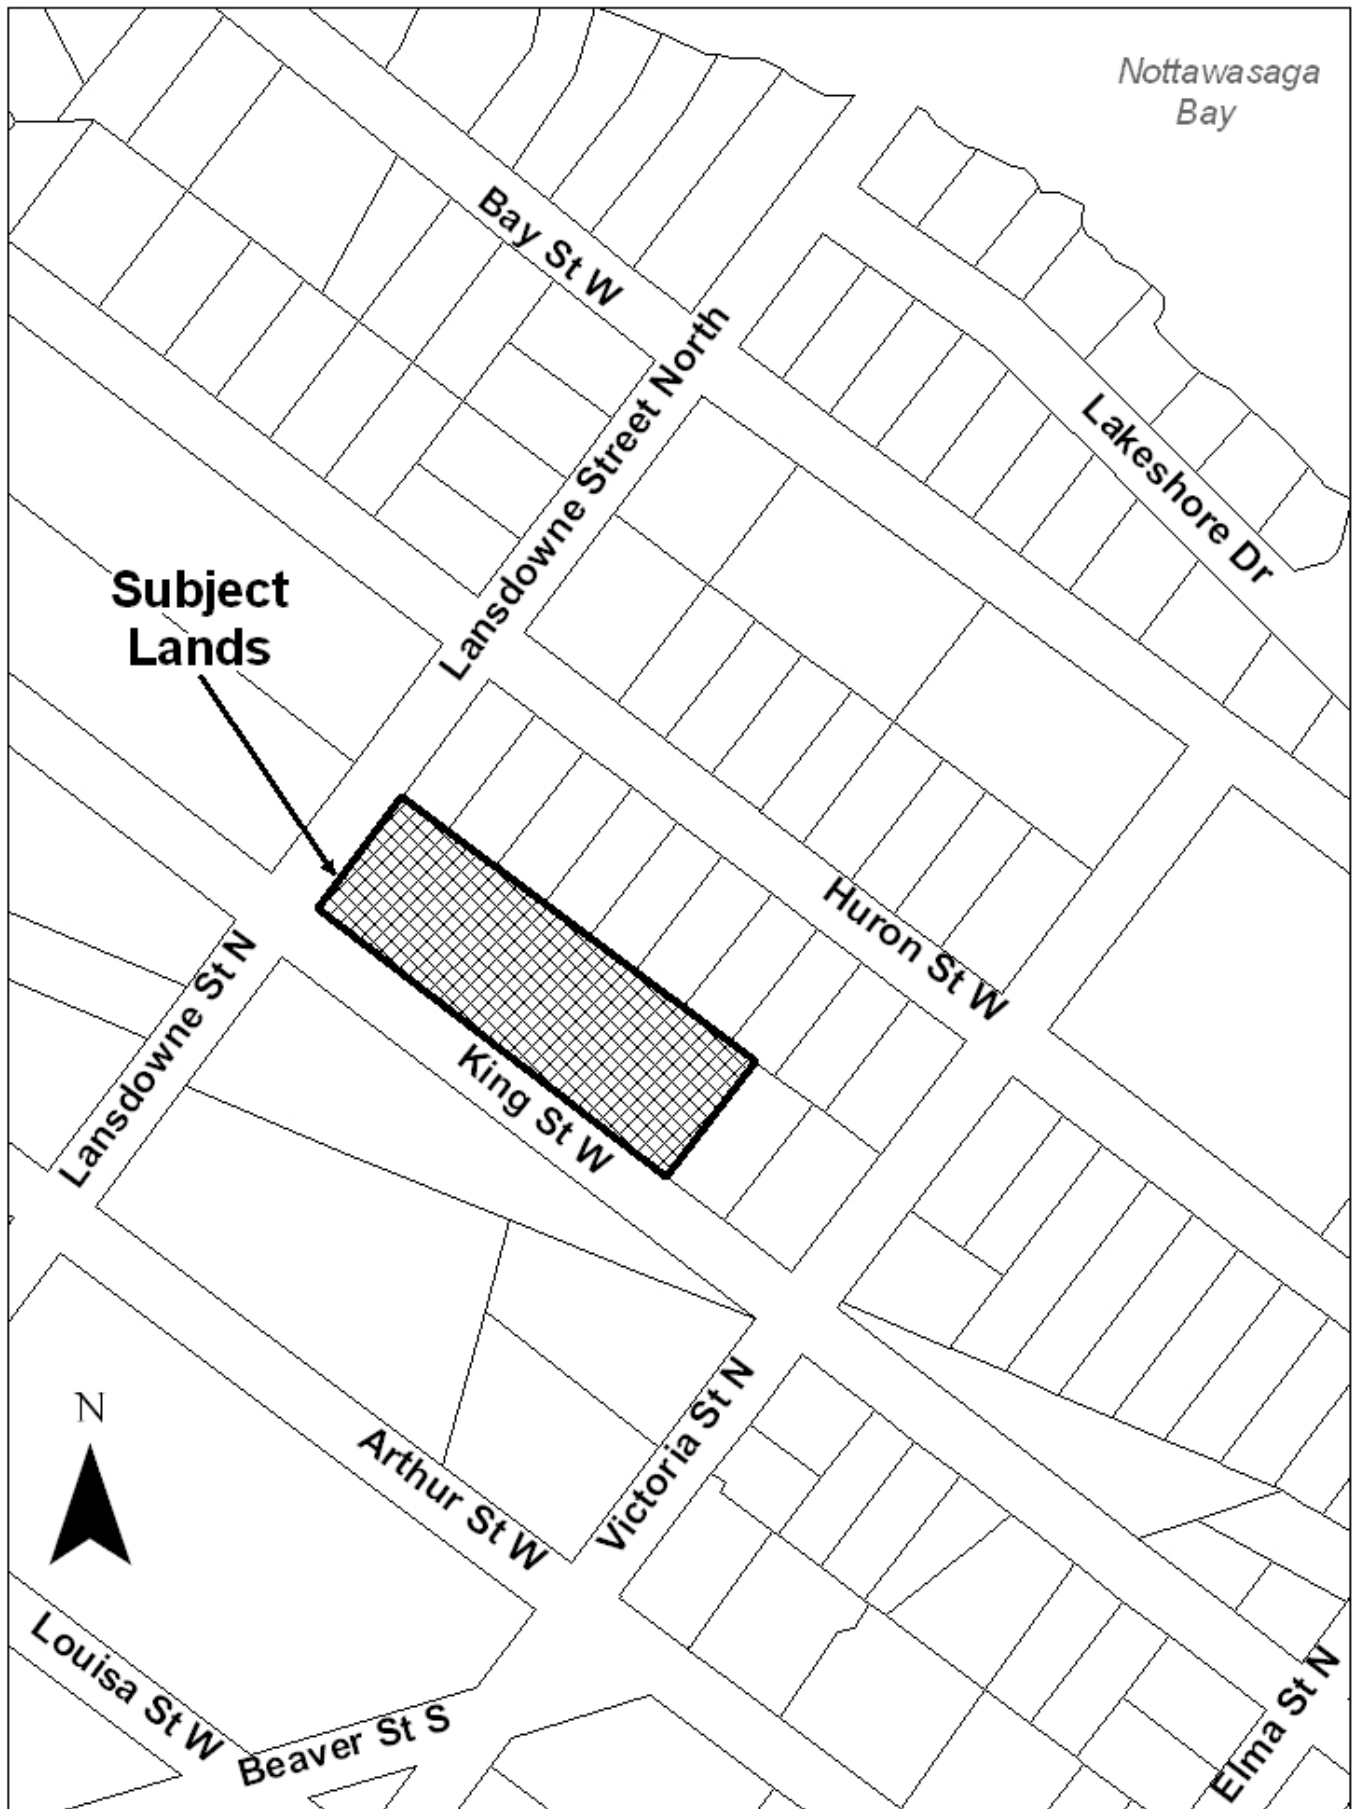 Nottawasaga
Bay
Bay St W
Lansdowne Street North
Lakeshore Dr
Subject
Lands
Huron St W
Lansdowne St N
King St W
Victoria St N
N
Arthur St W
Louisa St W
Beaver St S
Elma St N